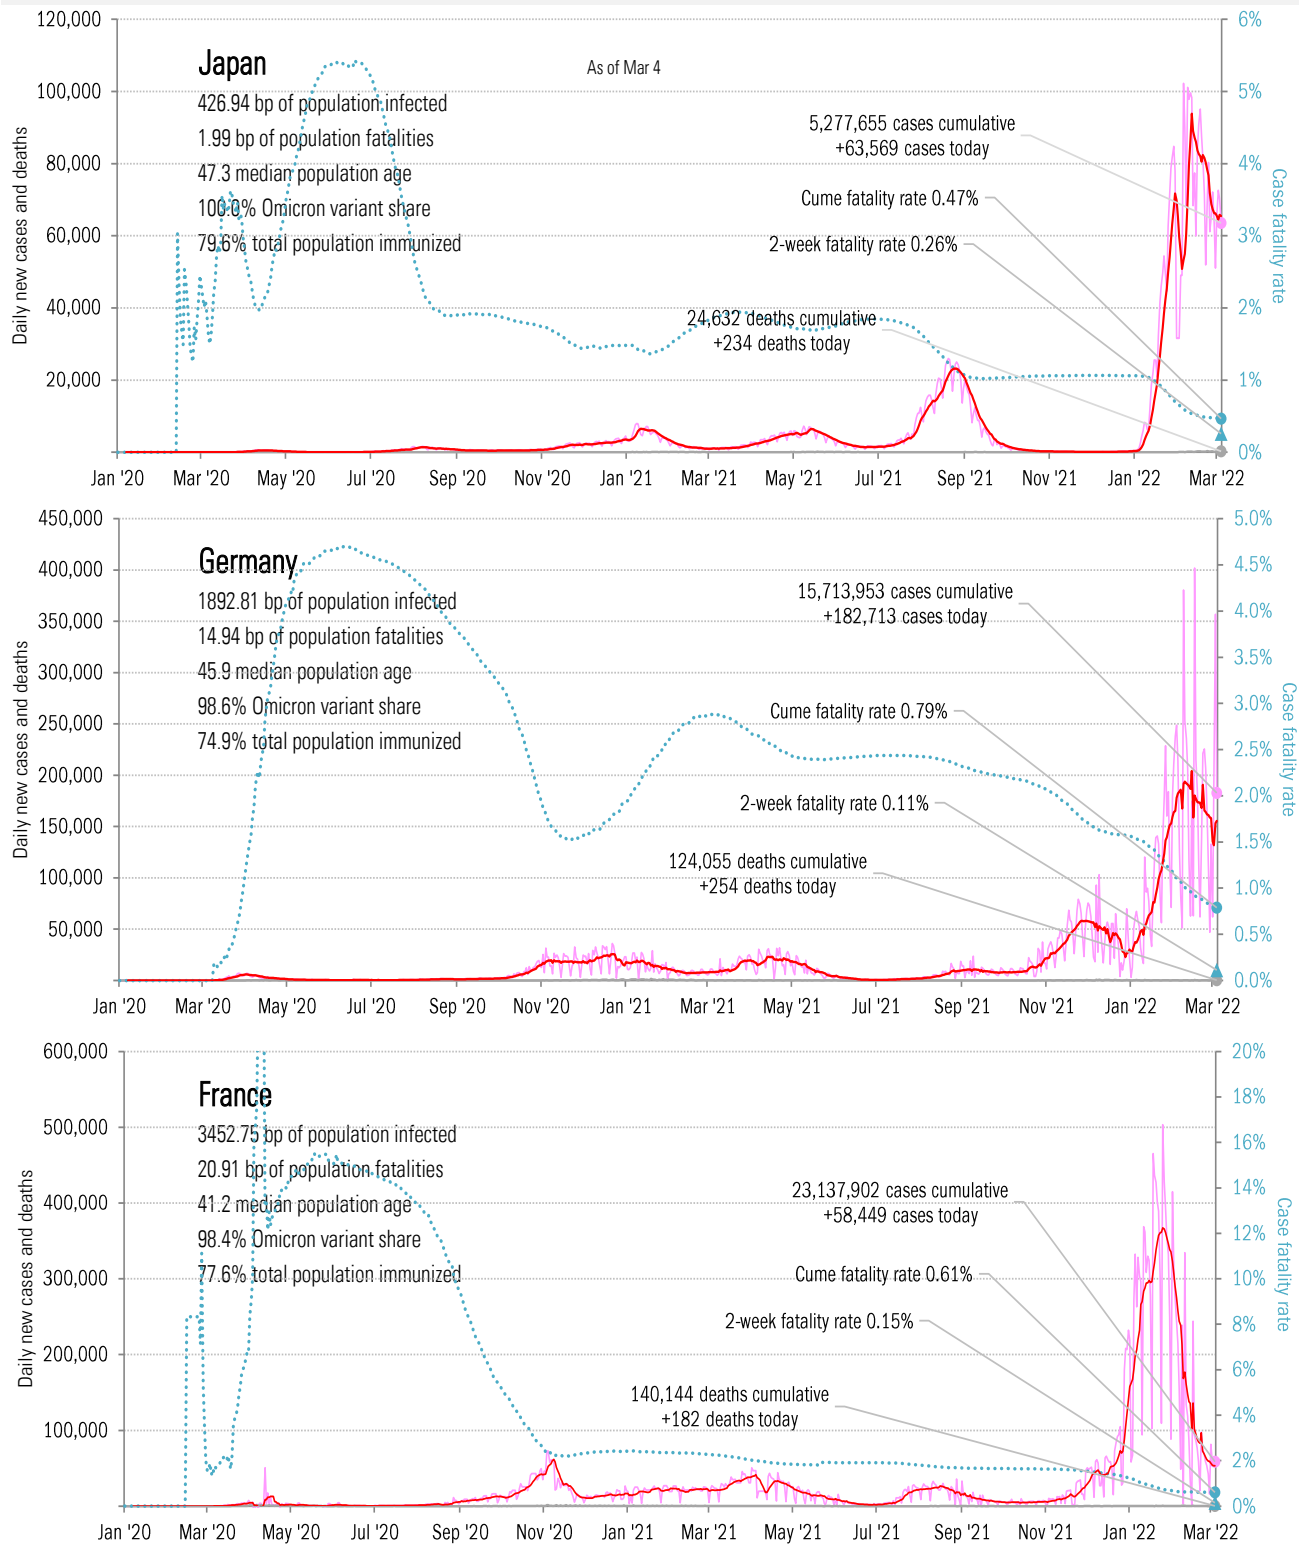 120,000
6%
Japan
As of Mar 4
100,000
5%
426.94 bp of population infected
5,277,655 cases cumulative
1.99 bp of population fatalities
+63,569 cases today
80,000
4%
47.3 median population age
Cume fatality rate 0.47%
100.0% Omicron variant share
60,000
3%
79.6% total population immunized
2-week fatality rate 0.26%
40,000
2%
24,632 deaths cumulative
+234 deaths today
20,000
1%
0%
Daily new cases and deaths
Case fatality rate
Jan '20 Mar '20 May '20 Jul '20 Sep '20 Nov '20 Jan '21 Mar '21 May '21 Jul '21 Sep '21 Nov '21 Jan '22 Mar '22
450,000
5.0%
Germany
400,000
4.5%
1892.81 bp of population infected
15,713,953 cases cumulative
350,000
4.0%
+182,713 cases today
14.94 bp of population fatalities
300,000
3.5%
45.9 median population age
98.6% Omicron variant share
3.0%
Cume fatality rate 0.79%
250,000
74.9% total population immunized
2.5%
200,000
2.0%
2-week fatality rate 0.11%
150,000
1.5%
124,055 deaths cumulative
+254 deaths today
100,000
1.0%
50,000
0.5%
0.0%
Daily new cases and deaths
Case fatality rate
Jan '20 Mar '20 May '20 Jul '20 Sep '20 Nov '20 Jan '21 Mar '21 May '21 Jul '21 Sep '21 Nov '21 Jan '22 Mar '22
600,000
20%
France
18%
500,000
3452.75 bp of population infected
16%
20.91 bp of population fatalities
14%
23,137,902 cases cumulative
400,000
41.2 median population age
+58,449 cases today
98.4% Omicron variant share
12%
300,000
77.6% total population immunized
Cume fatality rate 0.61%
10%
2-week fatality rate 0.15%
8%
200,000
6%
140,144 deaths cumulative
+182 deaths today
100,000
4%
2%
0%
Daily new cases and deaths
Case fatality rate
Jan '20 Mar '20 May '20 Jul '20 Sep '20 Nov '20 Jan '21 Mar '21 May '21 Jul '21 Sep '21 Nov '21 Jan '22 Mar '22